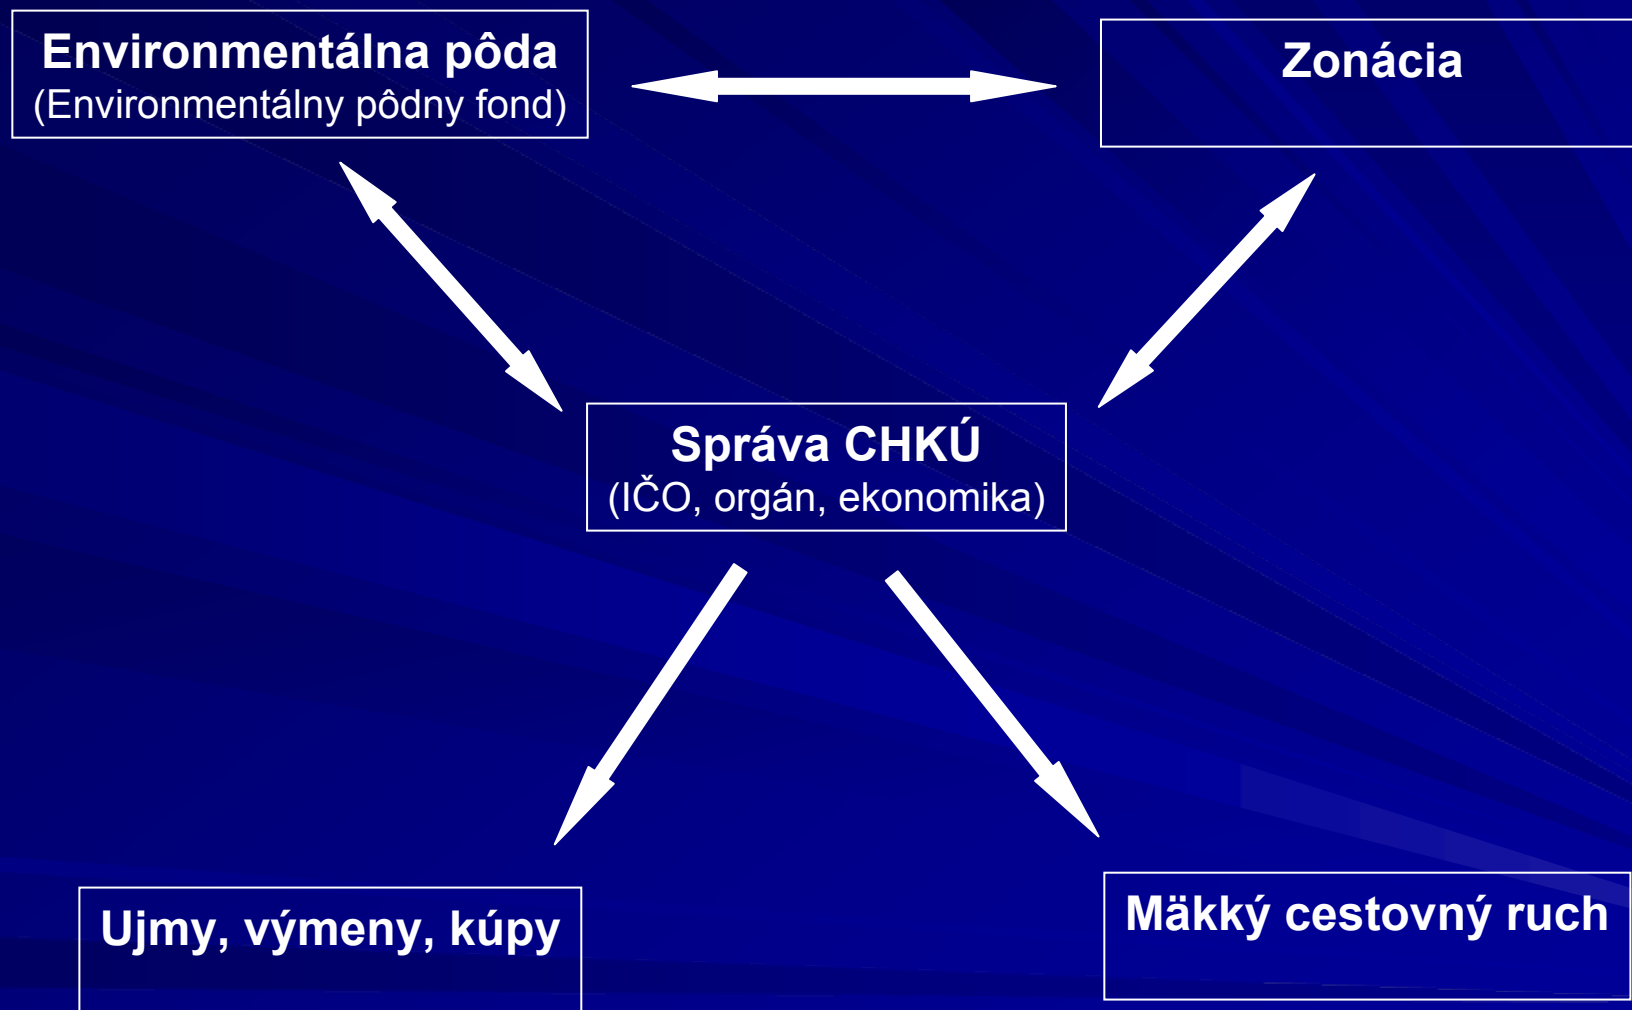 Environmentálna pôda
(Environmentálny pôdny fond)
Zonácia
Správa CHKÚ
(IČO, orgán, ekonomika)
Ujmy, výmeny, kúpy
Mäkký cestovný ruch